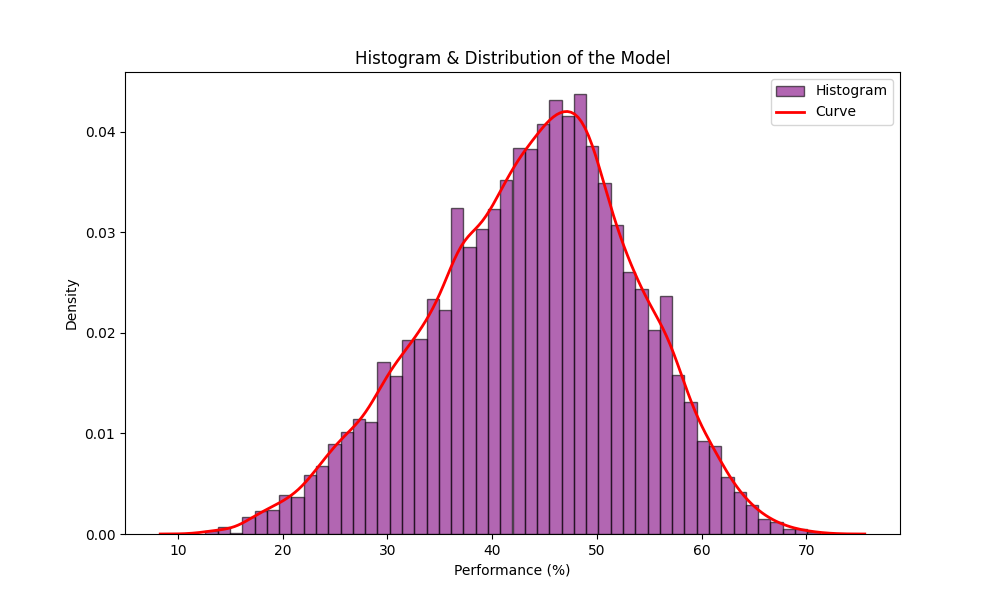 Histogram & Distribution of the Model
Histogram
Curve
0.04
0.03
0.02
0.01
0.00
Density
10 20 30 40 50 60 70
Performance (%)